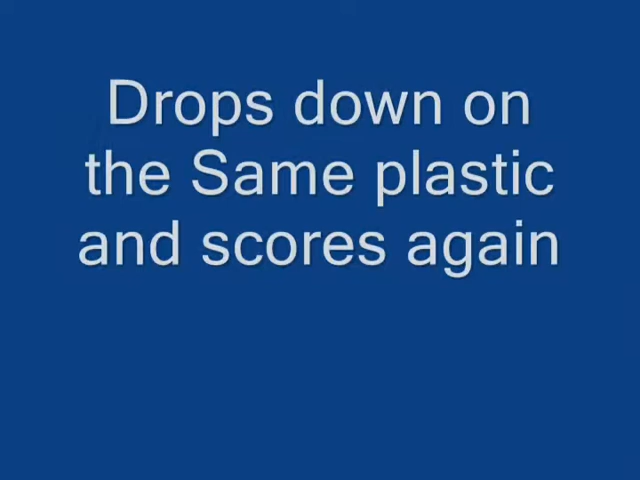 Drops down on
the Same plastic
and scores again